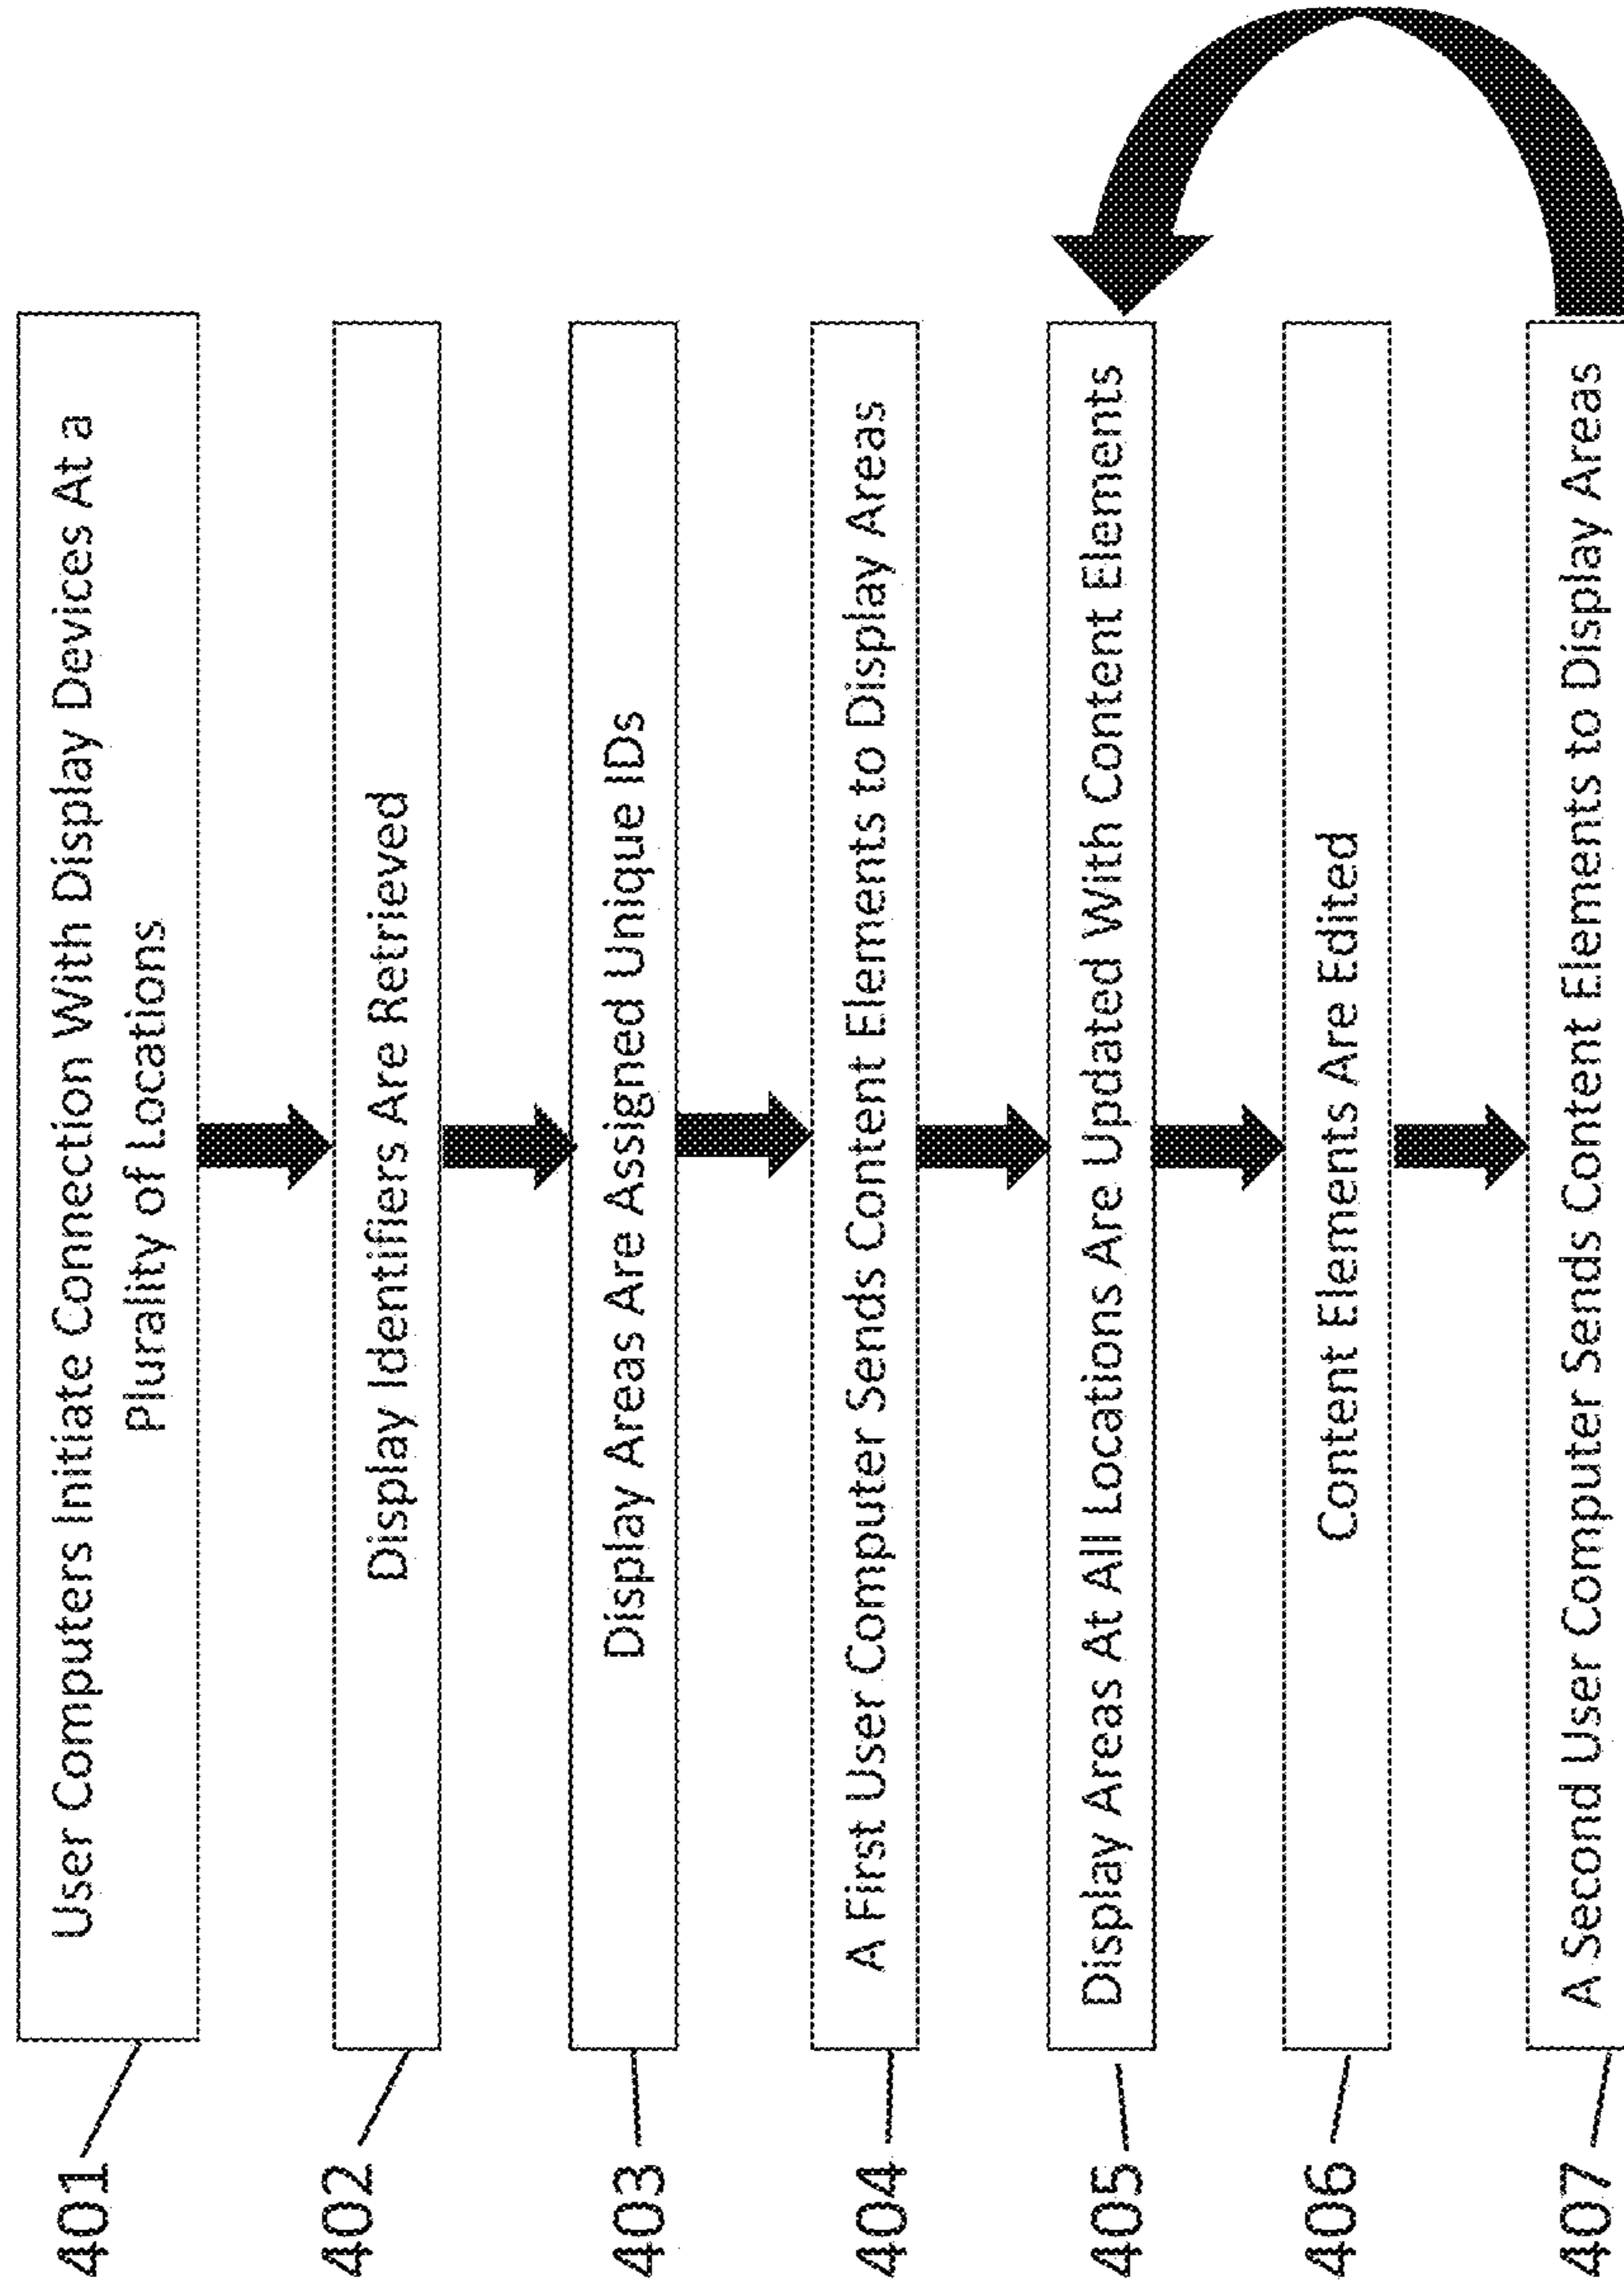 401
User Computers Initiate Connection With Display Devices At a
Plurality of Locations
402
Display Identifiers Are Retrieved
403
Display Areas Are Assigned Unique IDs
404
A First User Computer Sends Content Elements to Display Areas
405
Display Areas At All Locations Are Updated With Content Elements
406
Content Elements Are Edited
407
A Second User Computer Sends Content Elements to Display Areas